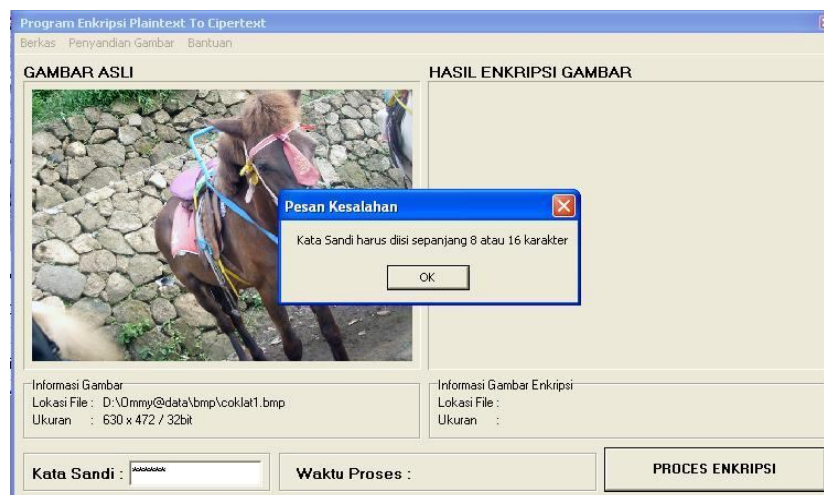 Program Enkripsi Plaintext To Cipertext
Berkas Penyandian Gambar Bantuan
GAMBAR ASLI
HASIL ENKRIPSI GAMBAR
Pesan Kesalahan
Kata Sandi harus diisi sepanjang 8 atau 16 karakter
OK
Informasi Gambar
Lokasi File : D:\Ommy@data\bmp\coklat1.bmp
Ukuran : 630 x 472 / 32bit
Informasi Gambar Enkripsi
Lokasi File :
Ukuran :
Kata Sandi : *******
Waktu Proses :
PROCES ENKRIPSI